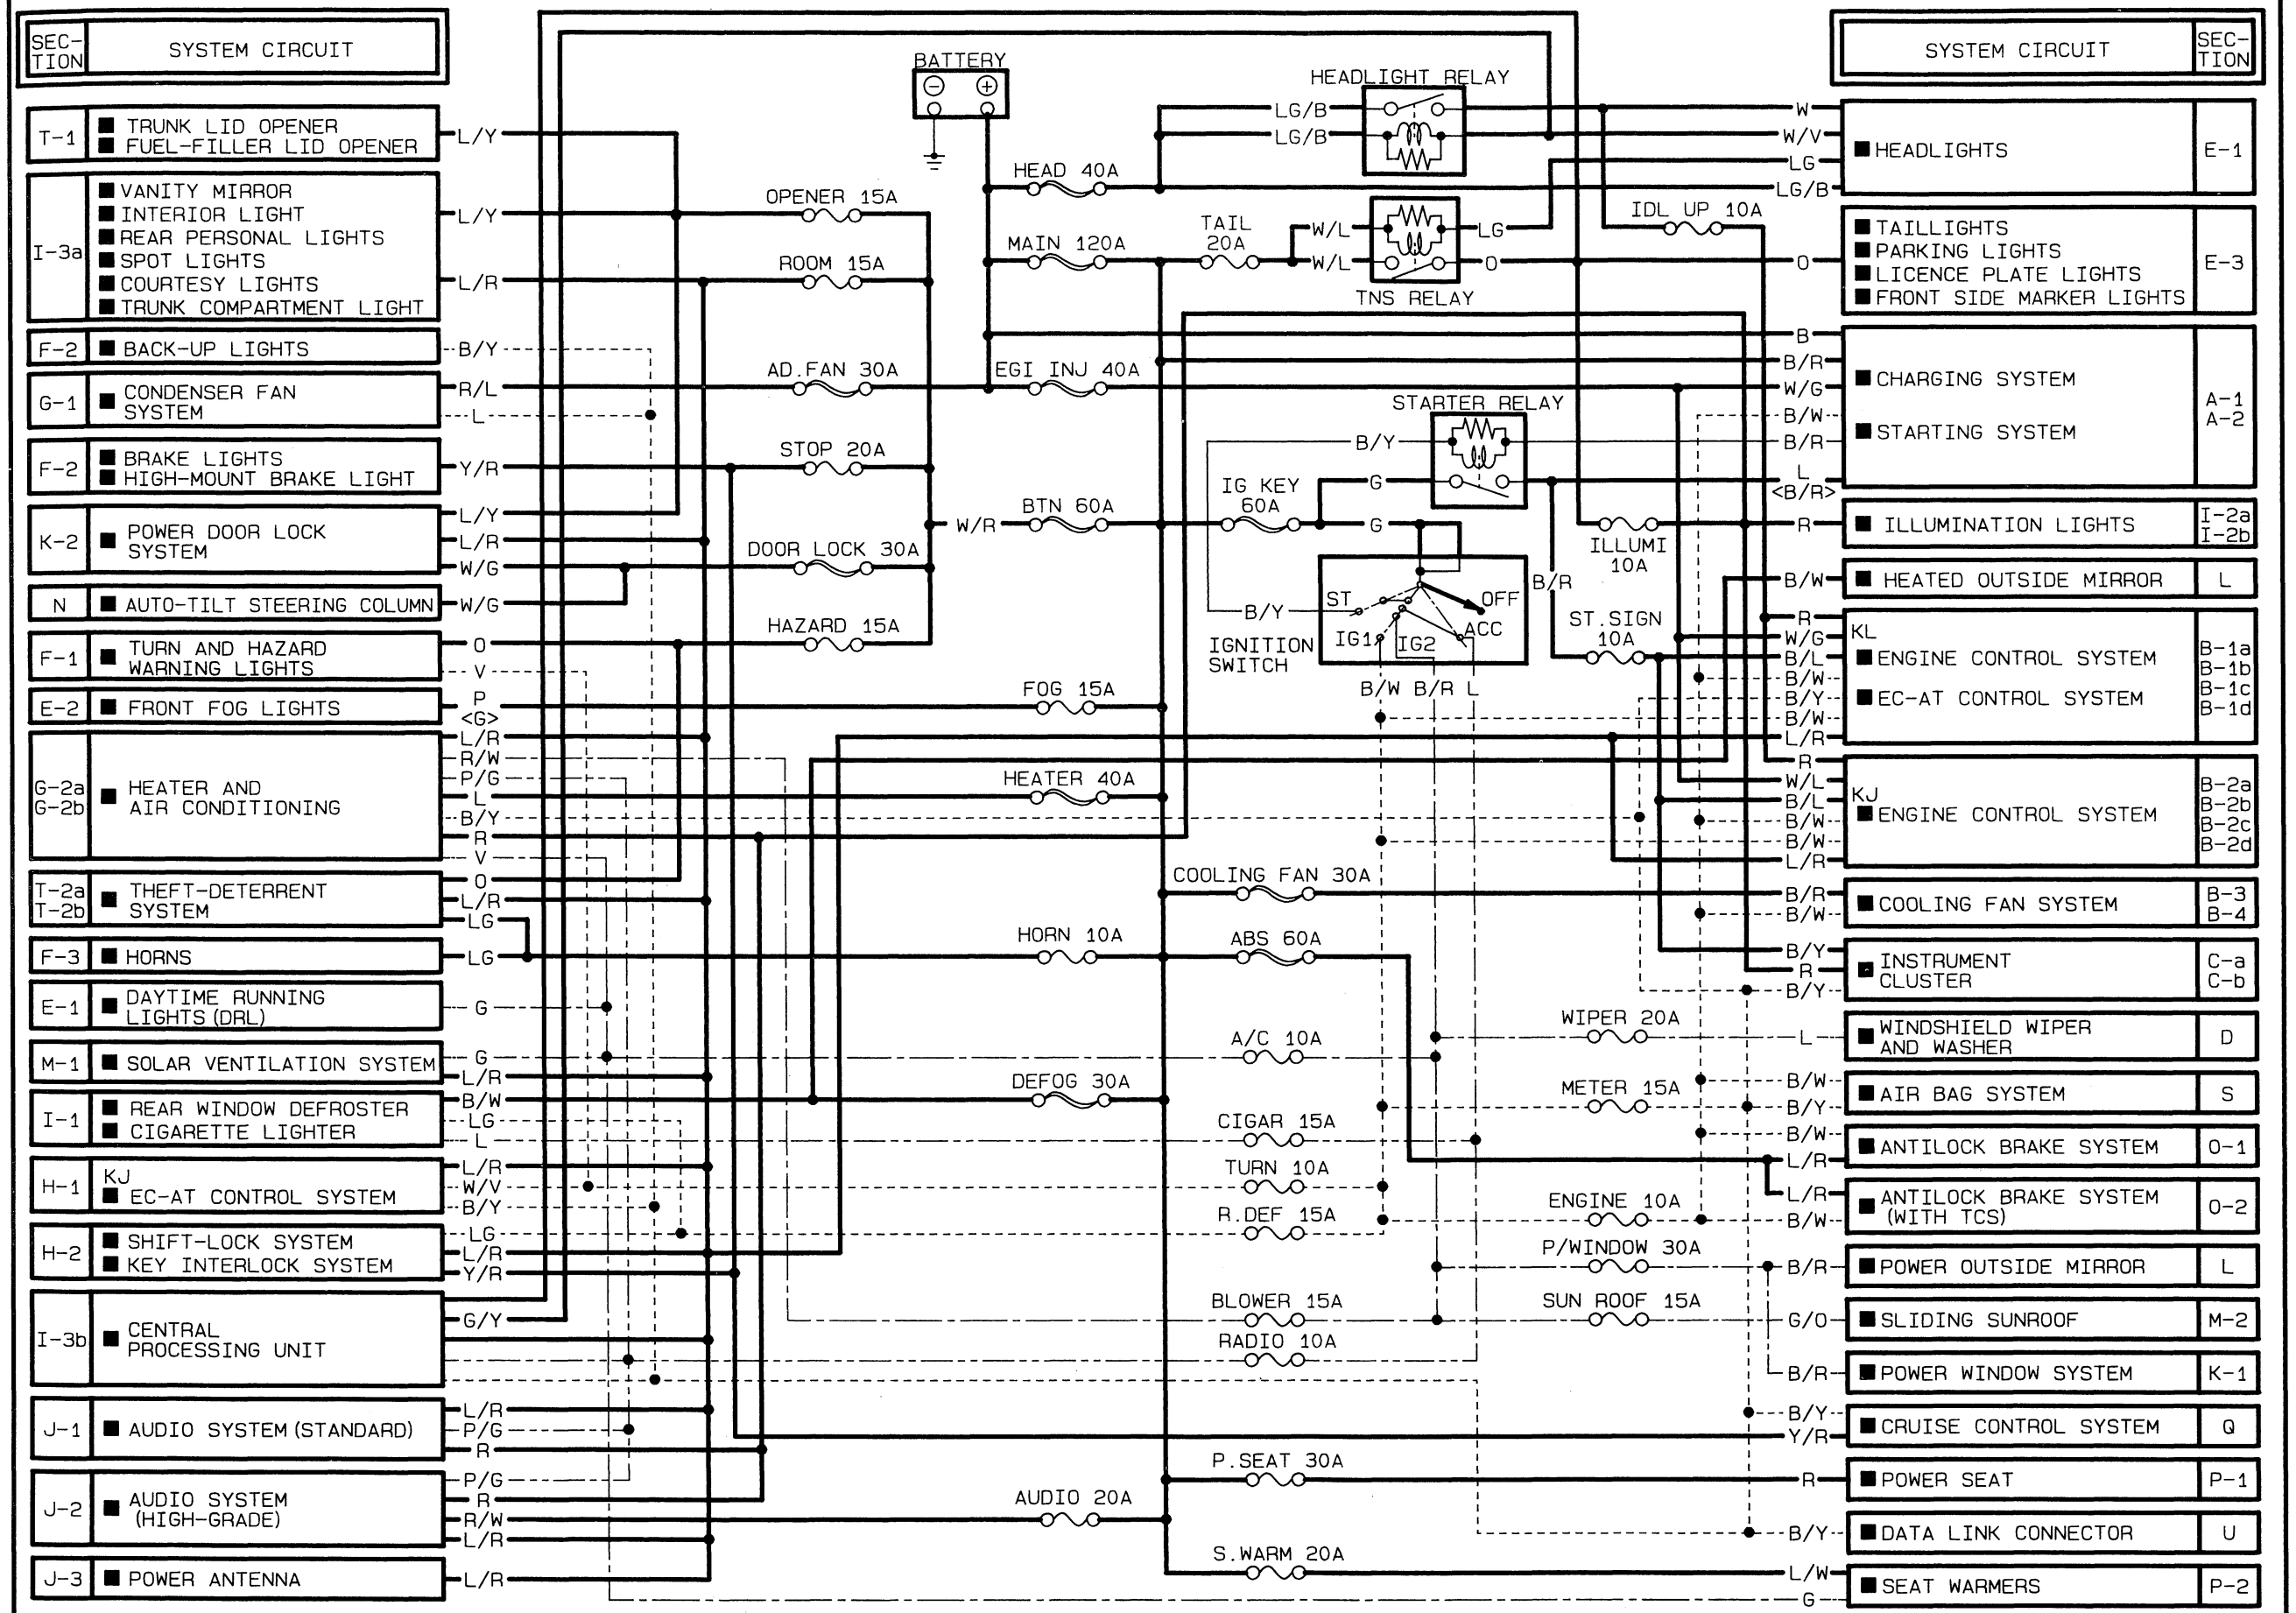 SEC-
TION
SYSTEM CIRCUIT
T-1
■ TRUNK LID OPENER
■ FUEL-FILLER LID OPENER
L/Y
I-3a
■ VANITY MIRROR
■ INTERIOR LIGHT
■ REAR PERSONAL LIGHTS
■ SPOT LIGHTS
■ COURTESY LIGHTS
■ TRUNK COMPARTMENT LIGHT
L/Y
L/R
F-2
■ BACK-UP LIGHTS
B/Y
G-1
■ CONDENSER FAN
SYSTEM
R/L
L
F-2
■ BRAKE LIGHTS
■ HIGH-MOUNT BRAKE LIGHT
Y/R
K-2
■ POWER DOOR LOCK
SYSTEM
L/Y
L/R
W/G
N
■ AUTO-TILT STEERING COLUMN
W/G
F-1
■ TURN AND HAZARD
WARNING LIGHTS
O
V
E-2
■ FRONT FOG LIGHTS
P
<G>
G-2a
G-2b
■ HEATER AND
AIR CONDITIONING
L/R
R/W
P/G
L
B/Y
R
V
T-2a
T-2b
■ THEFT-DETERRENT
SYSTEM
O
L/R
LG
F-3
■ HORNS
LG
E-1
■ DAYTIME RUNNING
LIGHTS (DRL)
G
M-1
■ SOLAR VENTILATION SYSTEM
G
L/R
I-1
■ REAR WINDOW DEFROSTER
■ CIGARETTE LIGHTER
B/W
LG
L
H-1
KJ
■ EC-AT CONTROL SYSTEM
L/R
W/V
B/Y
H-2
■ SHIFT-LOCK SYSTEM
■ KEY INTERLOCK SYSTEM
LG
L/R
Y/R
I-3b
■ CENTRAL
PROCESSING UNIT
G/Y
J-1
■ AUDIO SYSTEM (STANDARD)
L/R
P/G
R
J-2
■ AUDIO SYSTEM
(HIGH-GRADE)
P/G
R
R/W
L/R
J-3
■ POWER ANTENNA
L/R
BATTERY
OPENER 15A
ROOM 15A
AD.FAN 30A
STOP 20A
DOOR LOCK 30A
HAZARD 15A
W/R
HEAD 40A
MAIN 120A
EGI INJ 40A
BTN 60A
FOG 15A
HEATER 40A
HORN 10A
DEFOG 30A
AUDIO 20A
HEADLIGHT RELAY
LG/B
LG/B
TAIL
20A
W/L
W/L
LG
O
TNS RELAY
IDL UP 10A
STARTER RELAY
B/Y
IG KEY
60A
G
G
B/R
ILLUMI
10A
ST.SIGN
10A
B/Y
ST
OFF
IG1
IG2
ACC
IGNITION
SWITCH
B/W B/R L
COOLING FAN 30A
ABS 60A
A/C 10A
CIGAR 15A
TURN 10A
R.DEF 15A
BLOWER 15A
RADIO 10A
P.SEAT 30A
S.WARM 20A
WIPER 20A
METER 15A
ENGINE 10A
P/WINDOW 30A
SUN ROOF 15A
SYSTEM CIRCUIT
SEC-
TION
W
W/V
LG
LG/B
■ HEADLIGHTS
E-1
O
■ TAILLIGHTS
■ PARKING LIGHTS
■ LICENCE PLATE LIGHTS
■ FRONT SIDE MARKER LIGHTS
E-3
B
B/R
W/G
B/W
B/R
L
<B/R>
■ CHARGING SYSTEM
■ STARTING SYSTEM
A-1
A-2
R
■ ILLUMINATION LIGHTS
I-2a
I-2b
B/W
■ HEATED OUTSIDE MIRROR
L
R
W/G
B/L
B/W
B/Y
B/W
L/R
KL
■ ENGINE CONTROL SYSTEM
■ EC-AT CONTROL SYSTEM
B-1a
B-1b
B-1c
B-1d
R
W/L
B/L
B/W
B/W
L/R
KJ
■ ENGINE CONTROL SYSTEM
B-2a
B-2b
B-2c
B-2d
B/R
B/W
■ COOLING FAN SYSTEM
B-3
B-4
B/Y
R
B/Y
■ INSTRUMENT
CLUSTER
C-a
C-b
L
■ WINDSHIELD WIPER
AND WASHER
D
B/W
B/Y
■ AIR BAG SYSTEM
S
B/W
L/R
■ ANTILOCK BRAKE SYSTEM
O-1
L/R
B/W
■ ANTILOCK BRAKE SYSTEM
(WITH TCS)
O-2
B/R
■ POWER OUTSIDE MIRROR
L
G/O
■ SLIDING SUNROOF
M-2
B/R
■ POWER WINDOW SYSTEM
K-1
B/Y
Y/R
■ CRUISE CONTROL SYSTEM
Q
R
■ POWER SEAT
P-1
B/Y
■ DATA LINK CONNECTOR
U
L/W
G
■ SEAT WARMERS
P-2